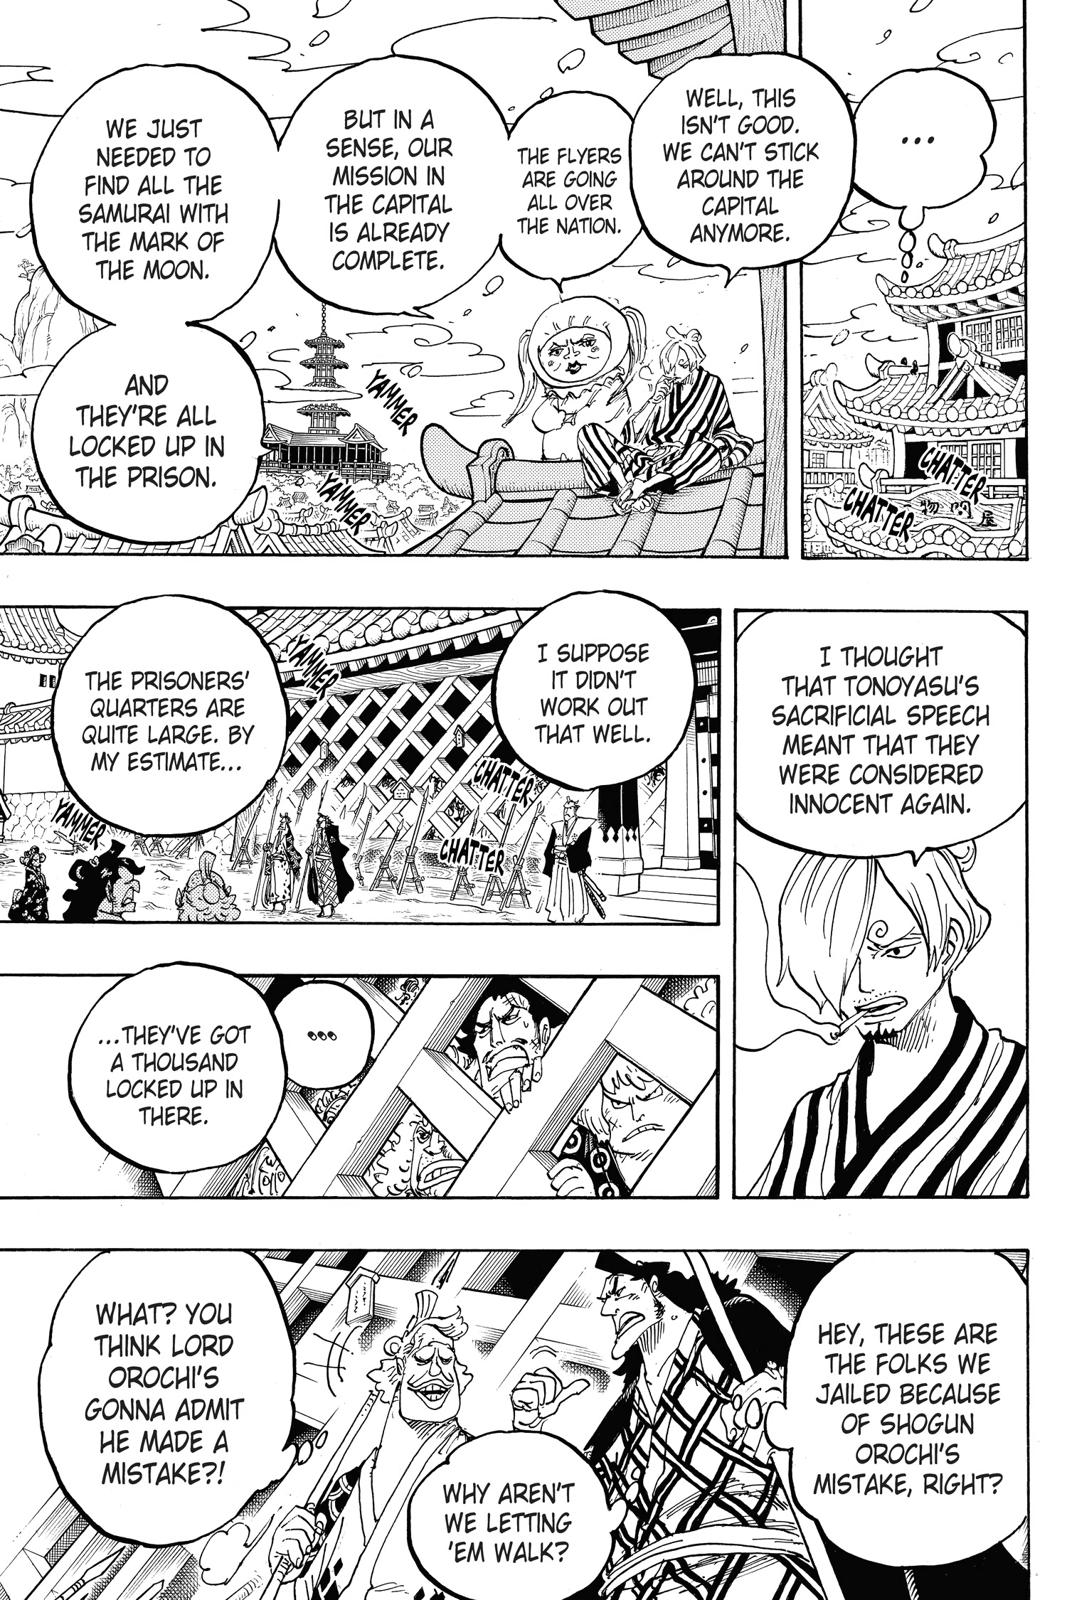 ...
WELL, THIS
ISN'T GOOD.
WE CAN'T STICK
AROUND THE
CAPITAL
ANYMORE.
THE FLYERS
ARE GOING
ALL OVER
THE NATION.
BUT IN A
SENSE, OUR
MISSION IN
THE CAPITAL
IS ALREADY
COMPLETE.
WE JUST
NEEDED TO
FIND ALL THE
SAMURAI WITH
THE MARK OF
THE MOON.
AND
THEY'RE ALL
LOCKED UP IN
THE PRISON.
YAMMER
YAMMER
CHATTER
CHATTER
I THOUGHT
THAT TONOYASU'S
SACRIFICIAL SPEECH
MEANT THAT THEY
WERE CONSIDERED
INNOCENT AGAIN.
I SUPPOSE
IT DIDN'T
WORK OUT
THAT WELL.
THE PRISONERS'
QUARTERS ARE
QUITE LARGE. BY
MY ESTIMATE...
YAMMER
YAMMER
CHATTER
CHATTER
....
...THEY'VE GOT
A THOUSAND
LOCKED UP IN
THERE.
HEY, THESE ARE
THE FOLKS WE
JAILED BECAUSE
OF SHOGUN
OROCHI'S
MISTAKE, RIGHT?
WHY AREN'T
WE LETTING
'EM WALK?
WHAT? YOU
THINK LORD
OROCHI'S
GONNA ADMIT
HE MADE A
MISTAKE?!